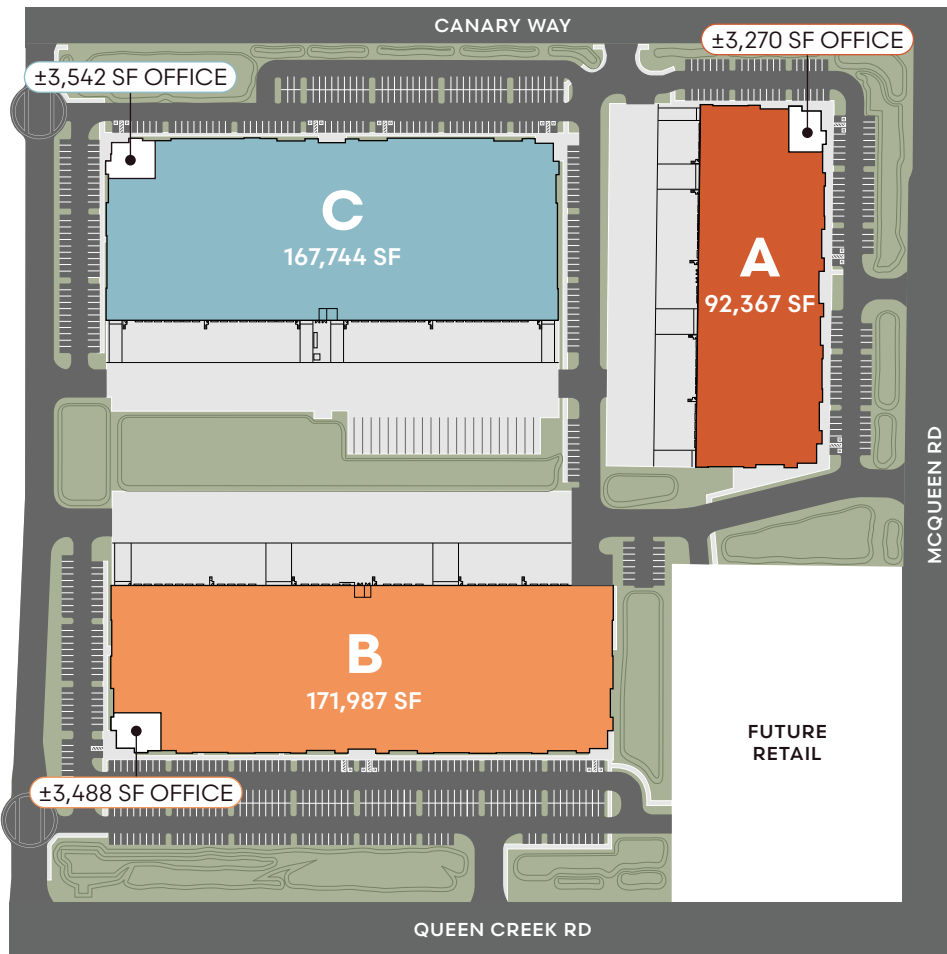 CANARY WAY
±3,270 SF OFFICE
±3,542 SF OFFICE
C
167,744 SF
A
92,367 SF
MCQUEEN RD
B
171,987 SF
FUTURE
RETAIL
±3,488 SF OFFICE
QUEEN CREEK RD